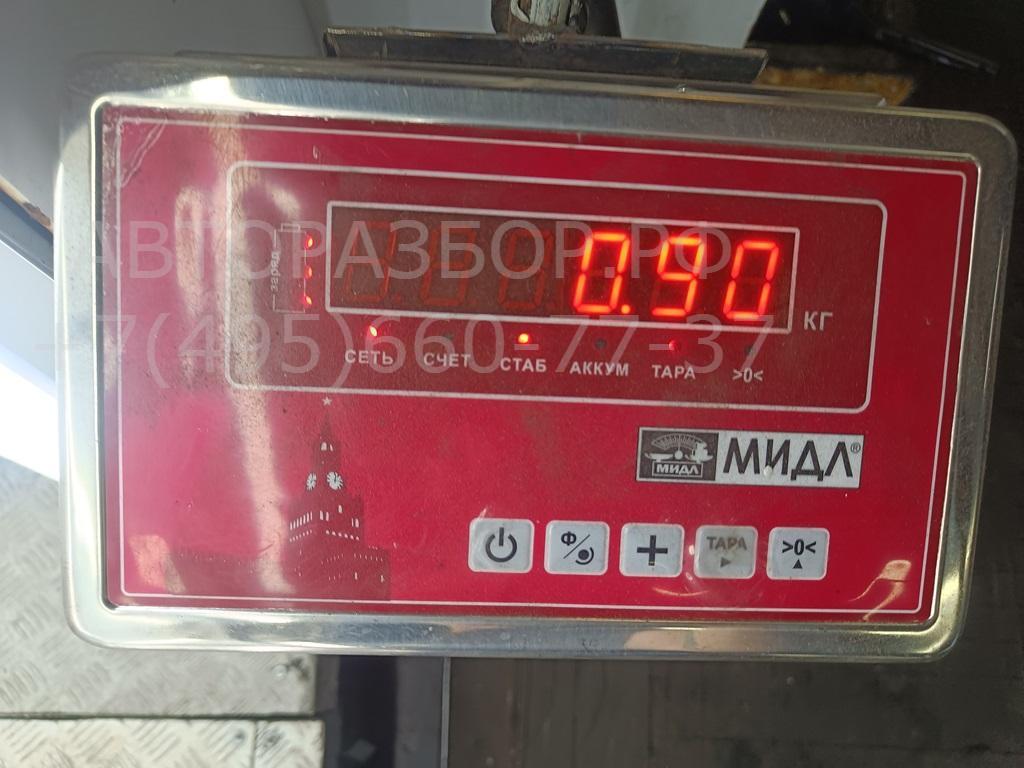 АВТОРАЗБОР.РФ
заряд
0.90
КГ
+7(495)660-77-37
СЕТЬ СЧЕТ СТАБ АККУМ ТАРА >0<
МИДЛ МИДЛ®
Ф + ТАРА >0<